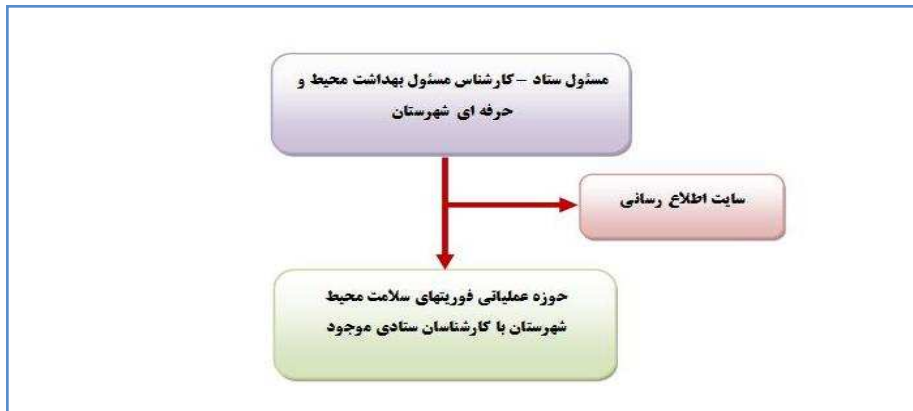 مسئول ستاد – کارشناس مسئول بهداشت محیط و
حرفه ای شهرستان
سایت اطلاع رسانی
حوزه عملیاتی فوریتهای سلامت محیط
شهرستان با کارشناسان ستادی موجود